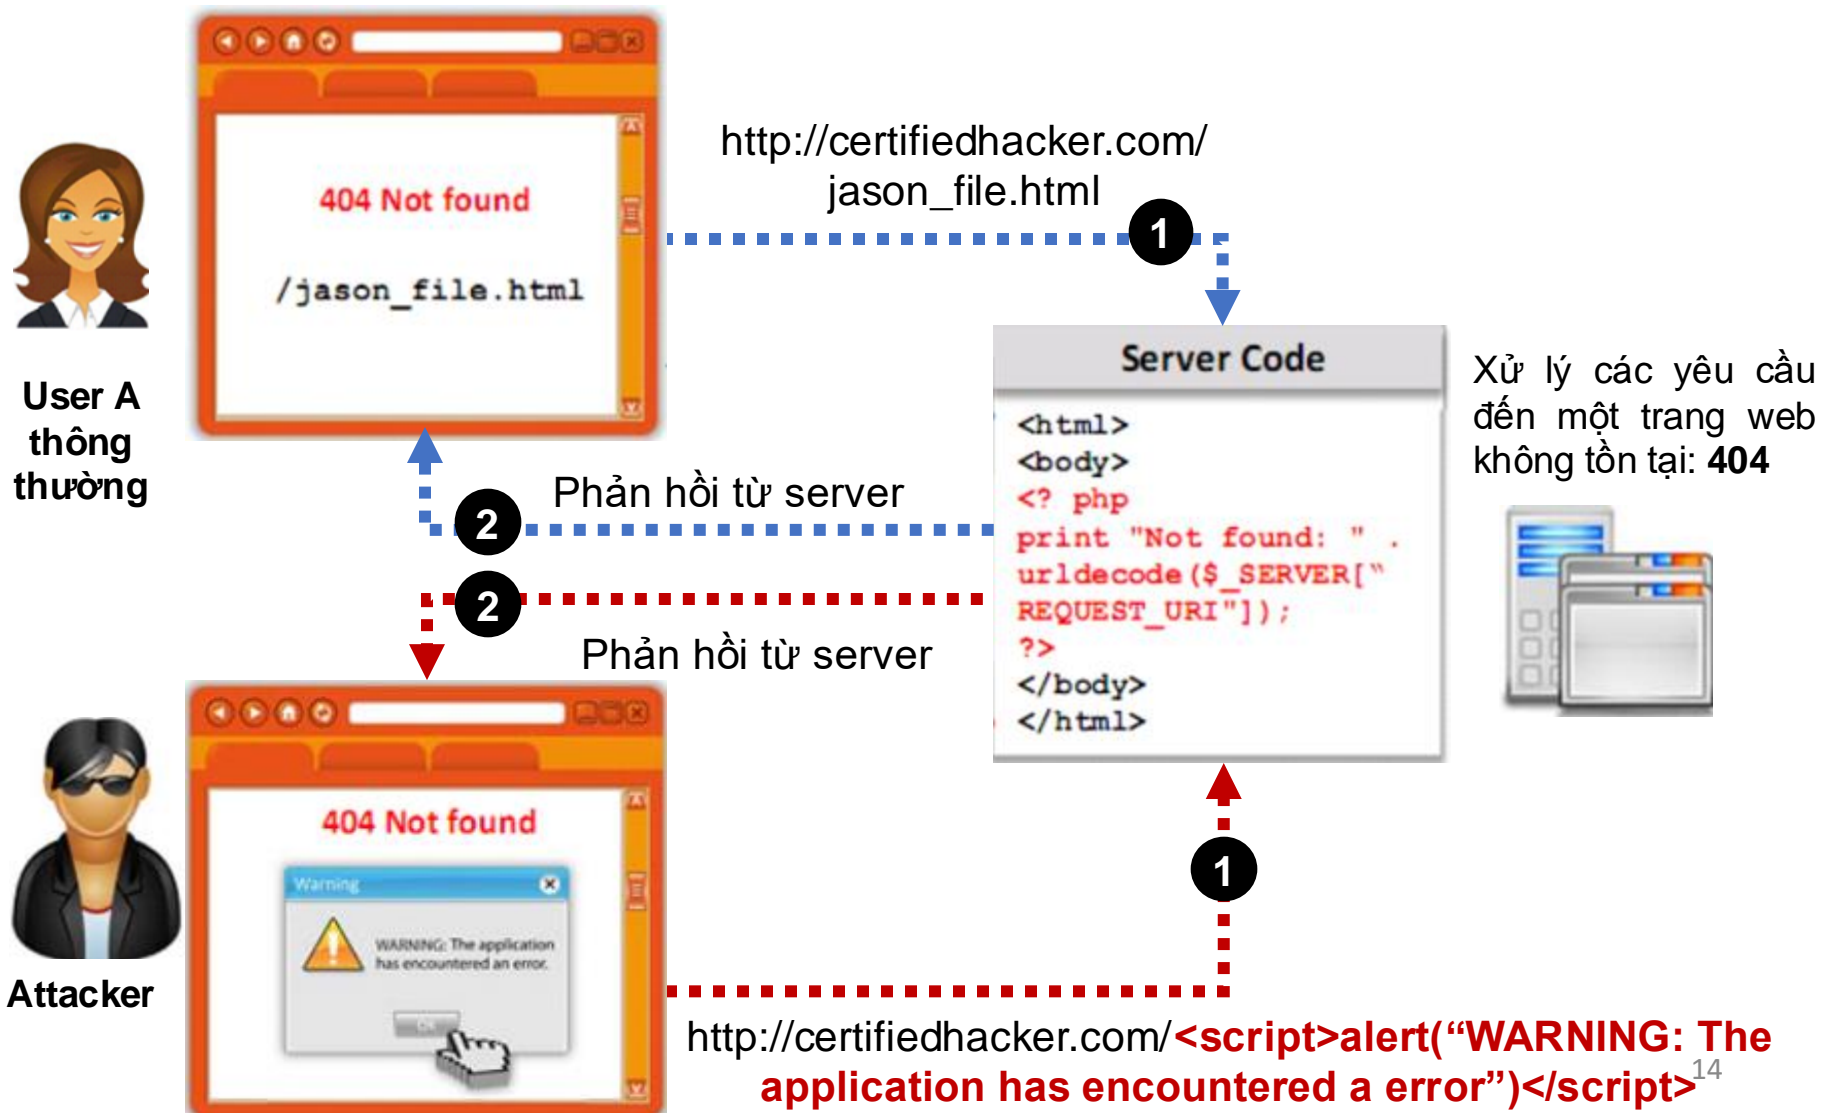 404 Not found
/jason_file.html
User A
thông
thường
http://certifiedhacker.com/
jason_file.html
1
Server Code
<html>
<body>
<? php
print "Not found: " .
urldecode($_SERVER[“
REQUEST_URI"]);
?>
</body>
</html>
Xử lý các yêu cầu
đến một trang web
không tồn tại: 404
Phản hồi từ server
2
2
Phản hồi từ server
Attacker
404 Not found
Warning
WARNING: The application
has encountered an error.
OK
1
http://certifiedhacker.com/<script>alert(“WARNING: The
application has encountered a error”)</script>
14